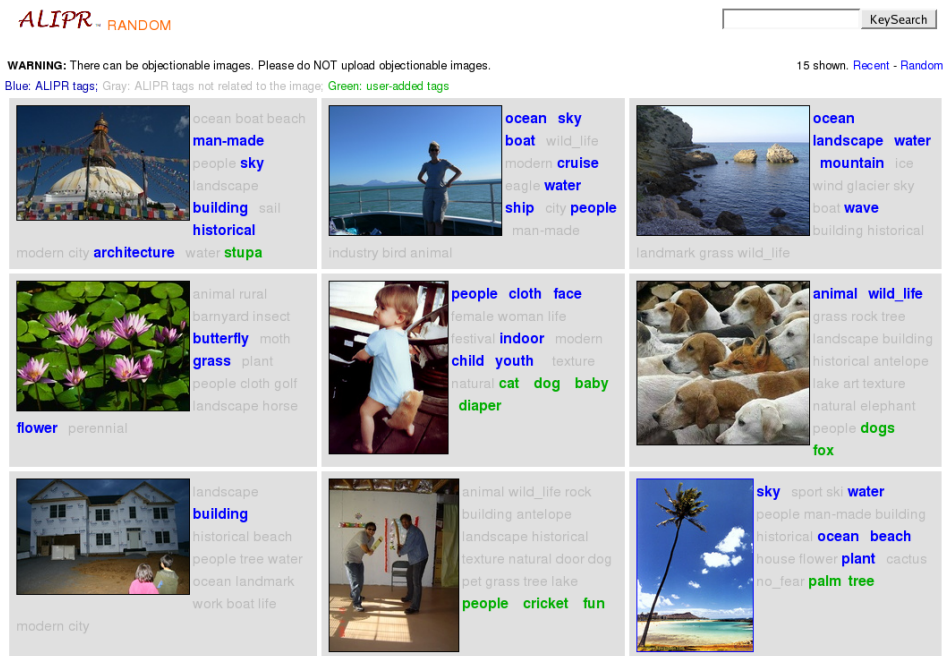 ALIPR™ RANDOM
KeySearch
WARNING: There can be objectionable images. Please do NOT upload objectionable images.
15 shown. Recent - Random
Blue: ALIPR tags; Gray: ALIPR tags not related to the image; Green: user-added tags
ocean boat beach
man-made
people sky
landscape
building sail
historical
modern city architecture water stupa
ocean sky
boat wild_life
modern cruise
eagle water
ship city people
man-made
industry bird animal
ocean
landscape water
mountain ice
wind glacier sky
boat wave
building historical
landmark grass wild_life
animal rural
barnyard insect
butterfly moth
grass plant
people cloth golf
landscape horse
flower perennial
people cloth face
female woman life
festival indoor modern
child youth texture
natural cat dog baby
diaper
animal wild_life
grass rock tree
landscape building
historical antelope
lake art texture
natural elephant
people dogs
fox
landscape
building
historical beach
people tree water
ocean landmark
work boat life
modern city
animal wild_life rock
building antelope
landscape historical
texture natural door dog
pet grass tree lake
people cricket fun
sky sport ski water
people man-made building
historical ocean beach
house flower plant cactus
no_fear palm tree